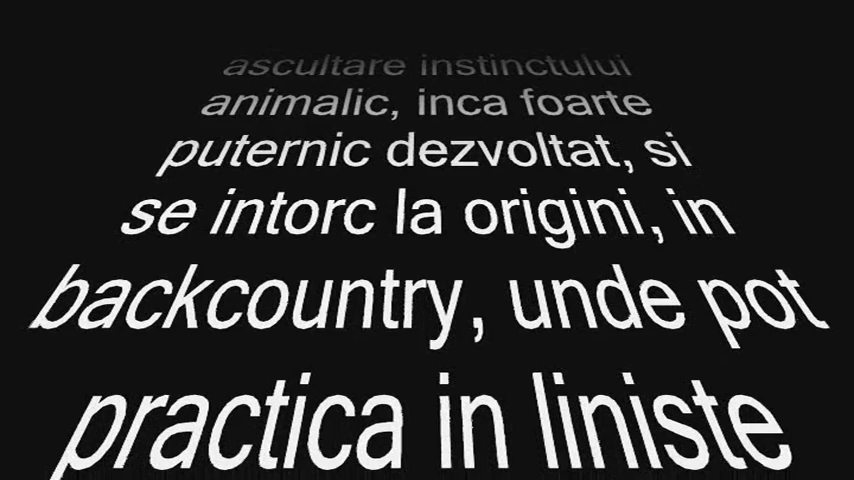 ascultare instinctului
animalic, inca foarte
puternic dezvoltat, si
se intorc la origini, in
backcountry, unde pot
practica in liniste